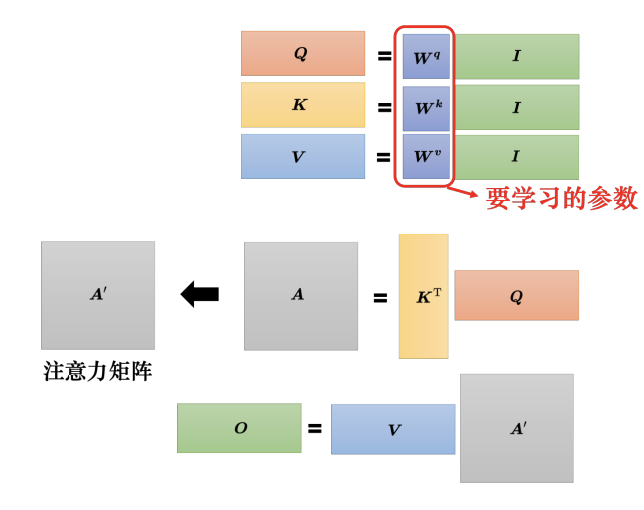 Q = W^q I
K = W^k I
V = W^v I
要学习的参数
A′ A = K^T Q
注意力矩阵
O = V A′